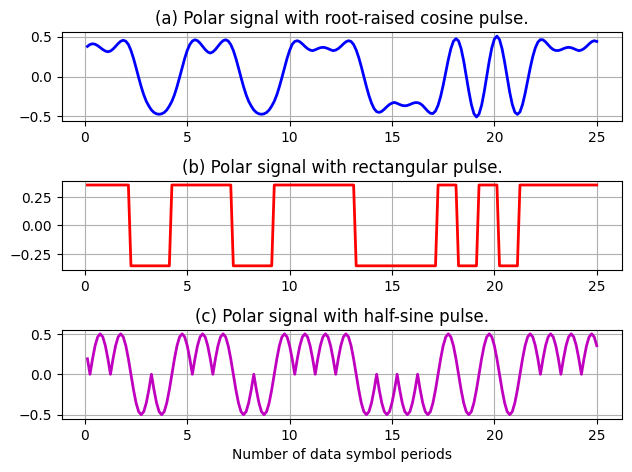 (a) Polar signal with root-raised cosine pulse.
0.5
0.0
−0.5
0 5 10 15 20 25
(b) Polar signal with rectangular pulse.
0.25
0.00
−0.25
0 5 10 15 20 25
(c) Polar signal with half-sine pulse.
0.5
0.0
−0.5
0 5 10 15 20 25
Number of data symbol periods